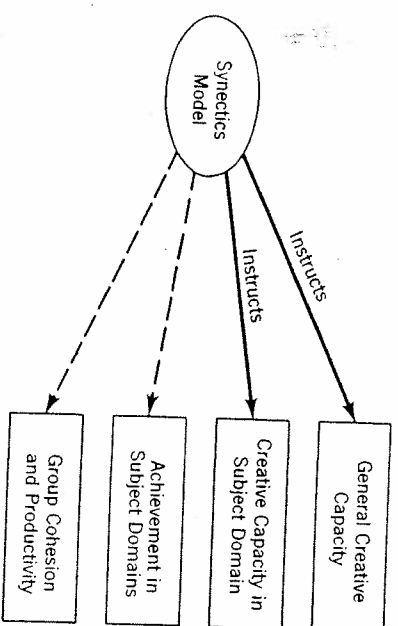 Synectics
Model
Instructs
Instructs
General Creative
Capacity
Creative Capacity in
Subject Domain
Achievement in
Subject Domains
Group Cohesion
and Productivity